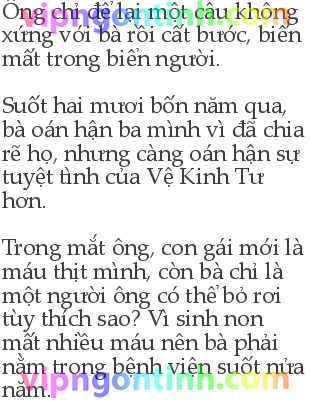 Ông chỉ để lại một câu không
xứng với bà rồi cất bước, biến
mất trong biển người.
Suốt hai mươi bốn năm qua,
bà oán hận ba mình vì đã chia
rẽ họ, nhưng càng oán hận sự
tuyệt tình của Vệ Kinh Tư
hơn.
Trong mắt ông, con gái mới là
máu thịt mình, còn bà chỉ là
một người ông có thể bỏ rơi
tùy thích sao? Vì sinh non
mất nhiều máu nên bà phải
nằm trong bệnh viện suốt nửa
năm.
vipngontinh.com
vipngontinh.com